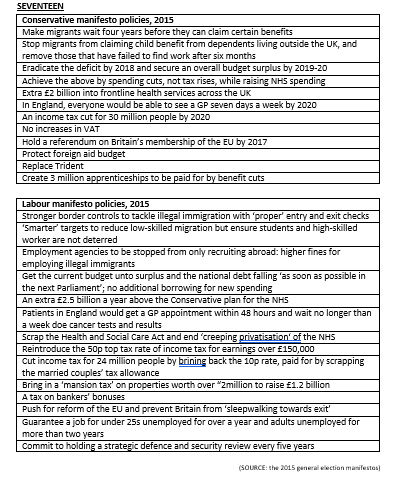 SEVENTEEN
Conservative manifesto policies, 2015
Make migrants wait four years before they can claim certain benefits
Stop migrants from claiming child benefit from dependents living outside the UK, and
remove those that have failed to find work after six months
Eradicate the deficit by 2018 and secure an overall budget surplus by 2019-20
Achieve the above by spending cuts, not tax rises, while raising NHS spending
Extra £2 billion into frontline health services across the UK
In England, everyone would be able to see a GP seven days a week by 2020
An income tax cut for 30 million people by 2020
No increases in VAT
Hold a referendum on Britain's membership of the EU by 2017
Protect foreign aid budget
Replace Trident
Create 3 million apprenticeships to be paid for by benefit cuts
Labour manifesto policies, 2015
Stronger border controls to tackle illegal immigration with 'proper' entry and exit checks
'Smarter' targets to reduce low-skilled migration but ensure students and high-skilled
worker are not deterred
Employment agencies to be stopped from only recruiting abroad: higher fines for
employing illegal immigrants
Get the current budget unto surplus and the national debt falling 'as soon as possible in
the next Parliament'; no additional borrowing for new spending
An extra £2.5 billion a year above the Conservative plan for the NHS
Patients in England would get a GP appointment within 48 hours and wait no longer than
a week doe cancer tests and results
Scrap the Health and Social Care Act and end 'creeping privatisation' of the NHS
Reintroduce the 50p top tax rate of income tax for earnings over £150,000
Cut income tax for 24 million people by brining back the 10p rate, paid for by scrapping
the married couples' tax allowance
Bring in a 'mansion tax' on properties worth over "2million to raise £1.2 billion
A tax on bankers' bonuses
Push for reform of the EU and prevent Britain from 'sleepwalking towards exit'
Guarantee a job for under 25s unemployed for over a year and adults unemployed for
more than two years
Commit to holding a strategic defence and security review every five years
(SOURCE: the 2015 general election manifestos)